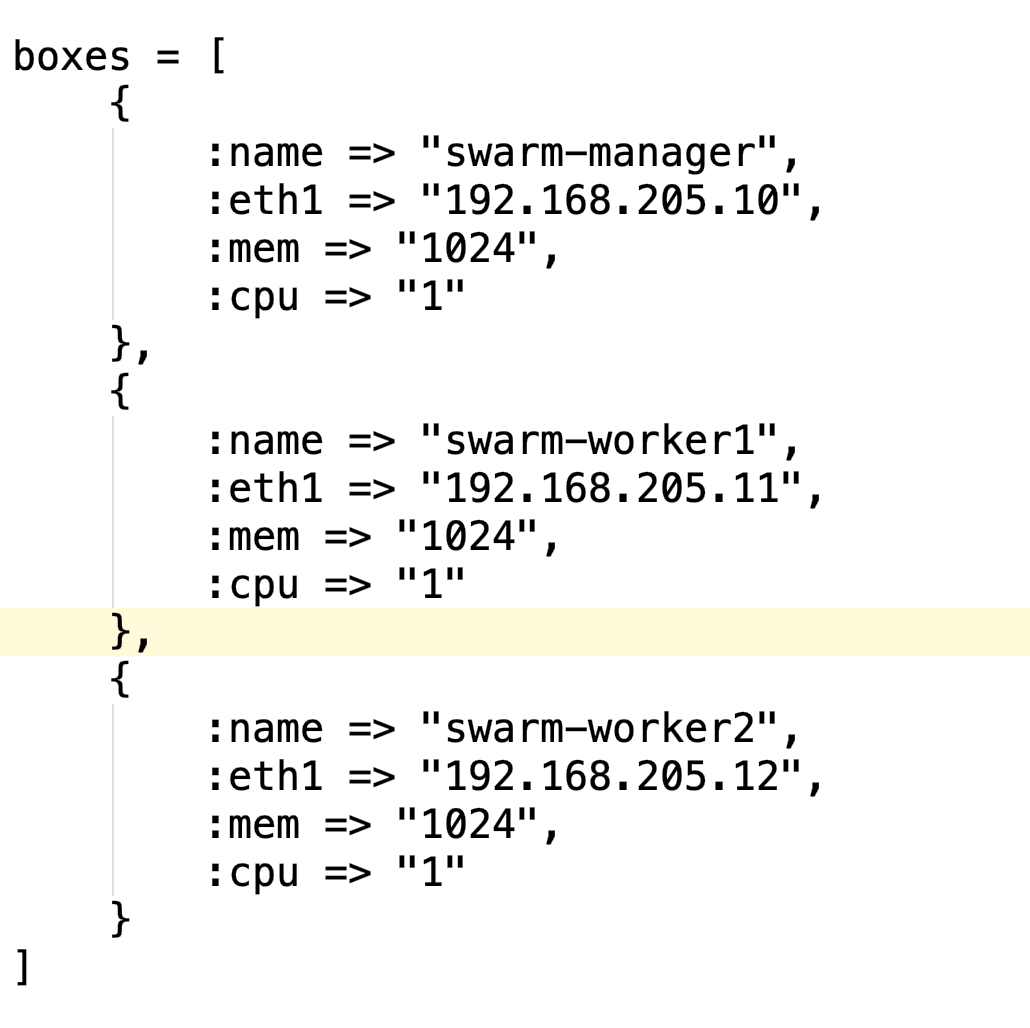 boxes = [
    {
        :name => "swarm-manager",
        :eth1 => "192.168.205.10",
        :mem => "1024",
        :cpu => "1"
    },
    {
        :name => "swarm-worker1",
        :eth1 => "192.168.205.11",
        :mem => "1024",
        :cpu => "1"
    },
    {
        :name => "swarm-worker2",
        :eth1 => "192.168.205.12",
        :mem => "1024",
        :cpu => "1"
    }
]